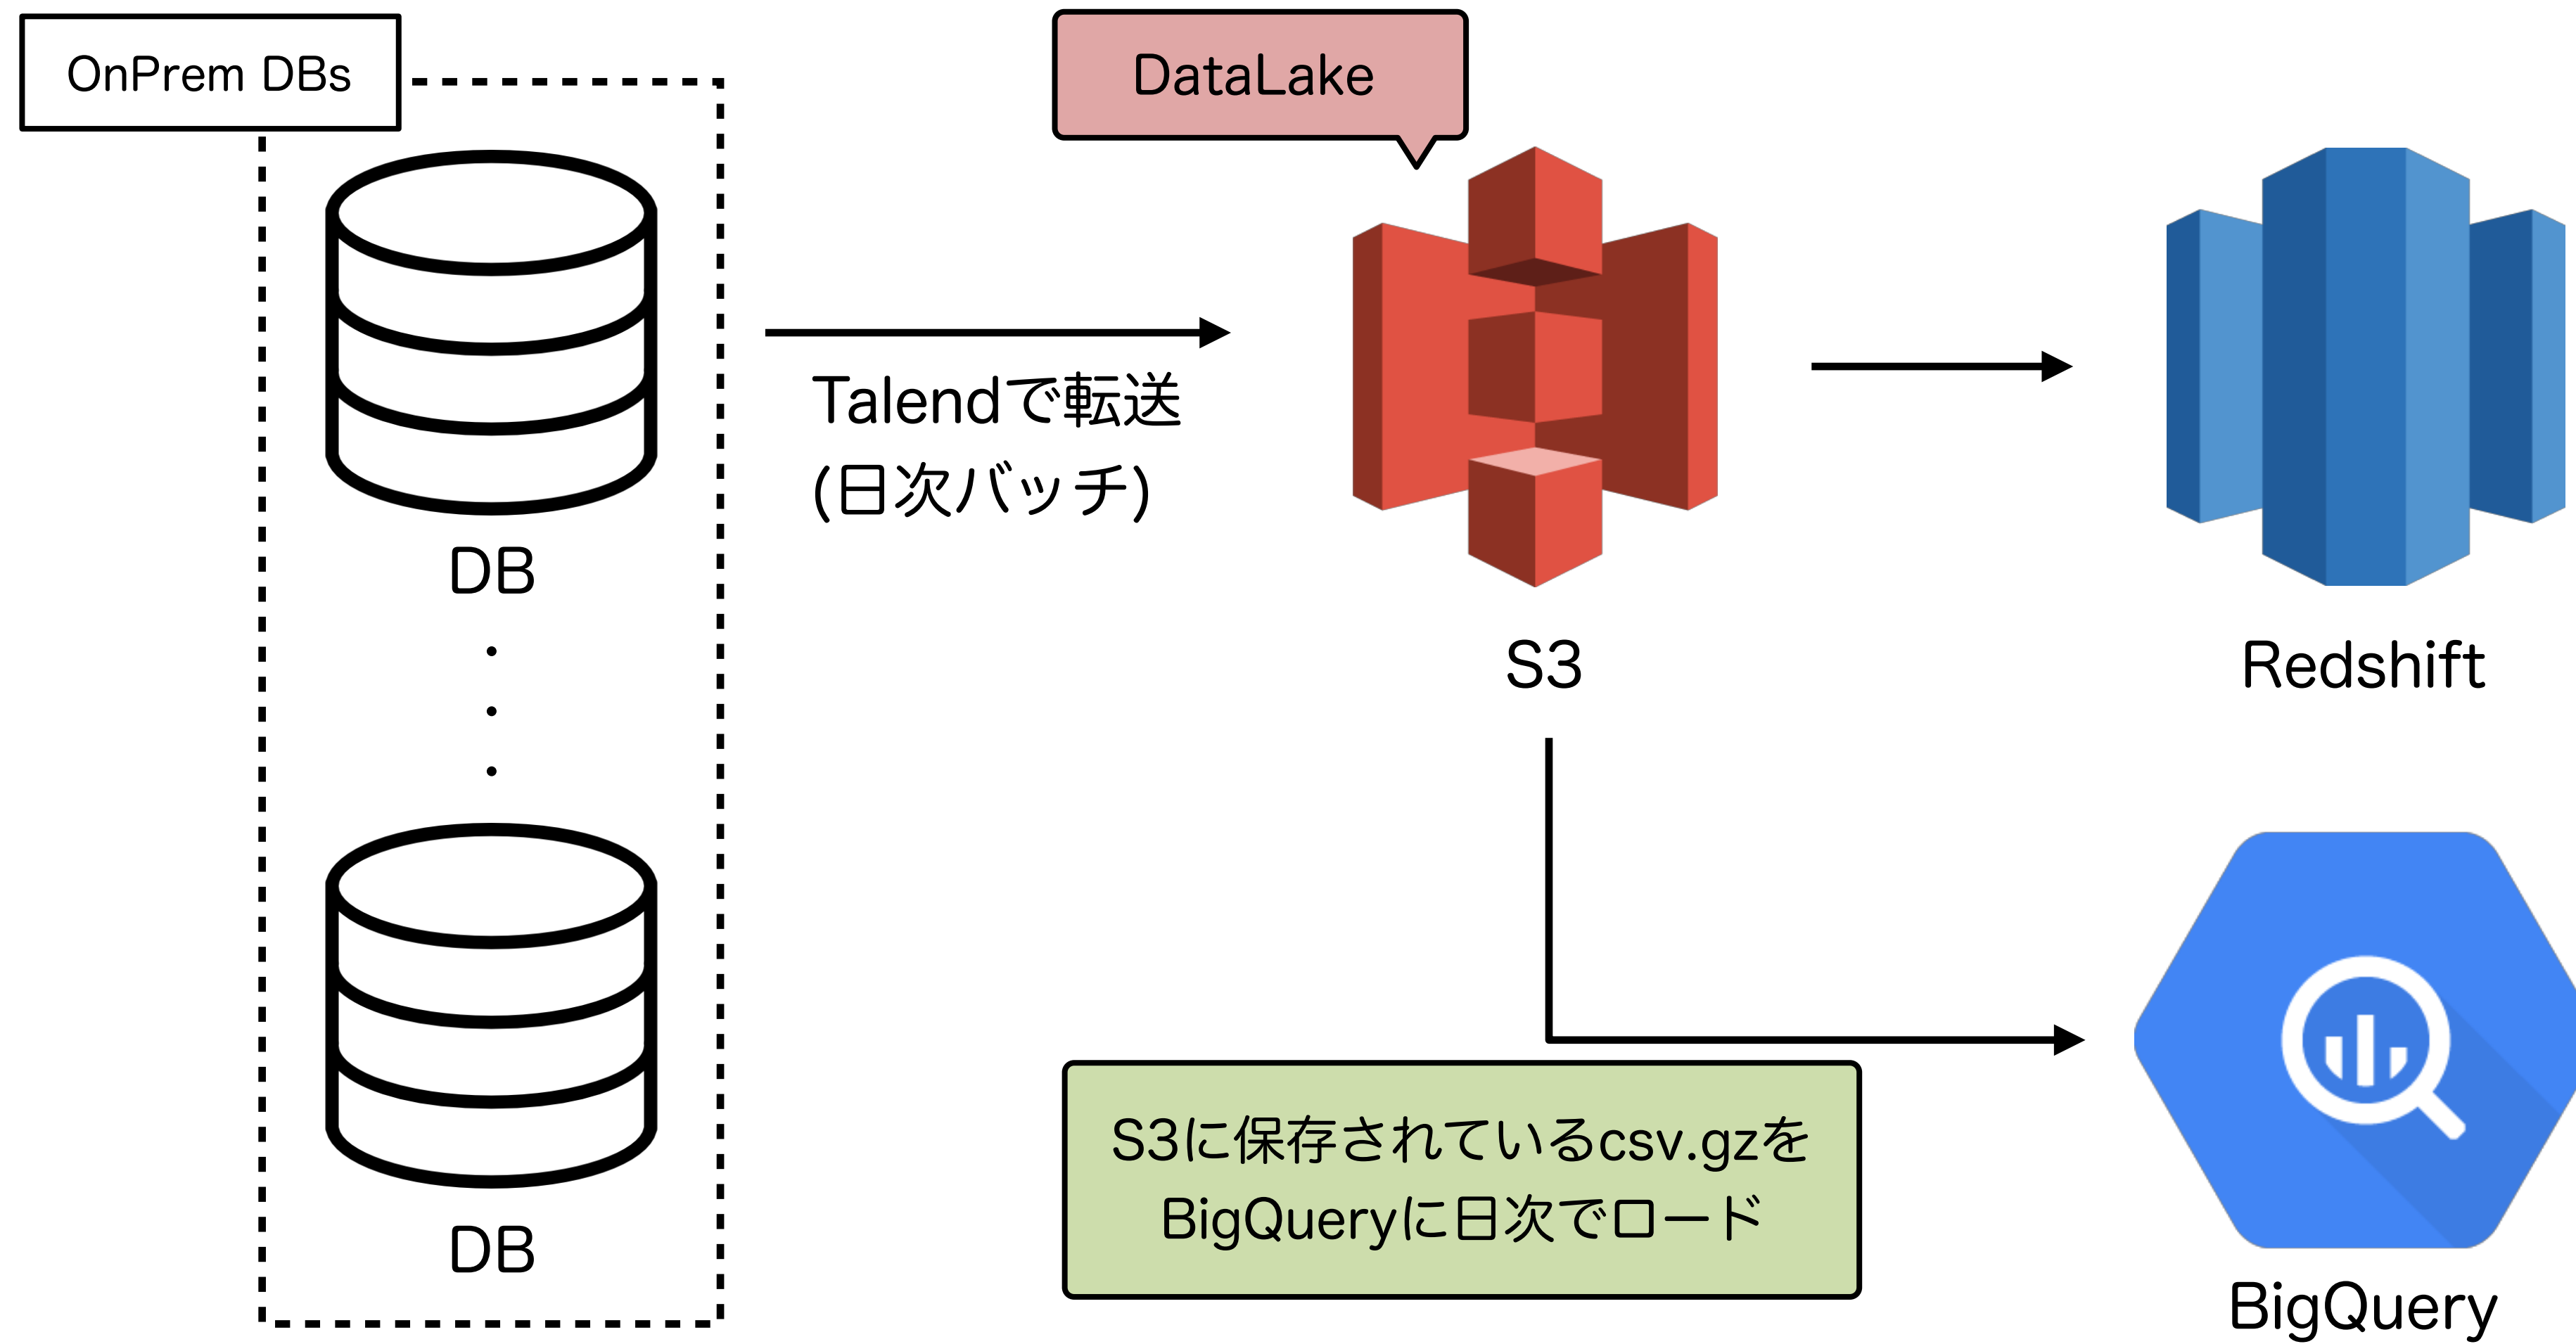 OnPrem DBs
DataLake
Talendで転送
(日次バッチ)
DB
S3
Redshift
S3に保存されているcsv.gzを
BigQueryに日次でロード
DB
BigQuery